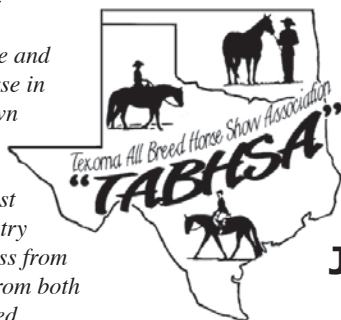 e and
se in
wn
Texoma All Breed Horse Show Association
"TABHSA"
st
try
ss from
rom both
ed
J